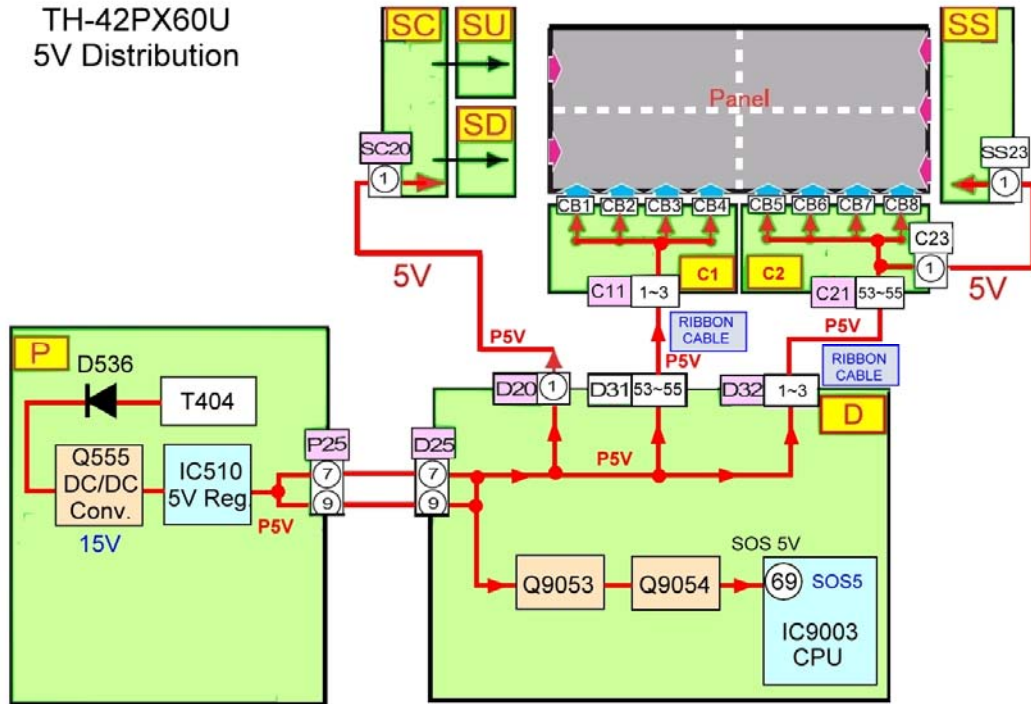 TH-42PX60U
5V Distribution
SC
SU
SS
SD
Panel
SC20
1
SS23
1
CB1
CB2
CB3
CB4
CB5
CB6
CB7
CB8
C23
1
C1
C2
5V
5V
C11
1~3
C21
53~55
P5V
RIBBON
CABLE
P5V
P5V
RIBBON
CABLE
P
D536
T404
D20
1
D31
53~55
D32
1~3
D
P25
D25
Q555
DC/DC
Conv.
IC510
5V Reg.
7
7
P5V
9
9
P5V
15V
SOS 5V
Q9053
Q9054
69
SOS5
IC9003
CPU